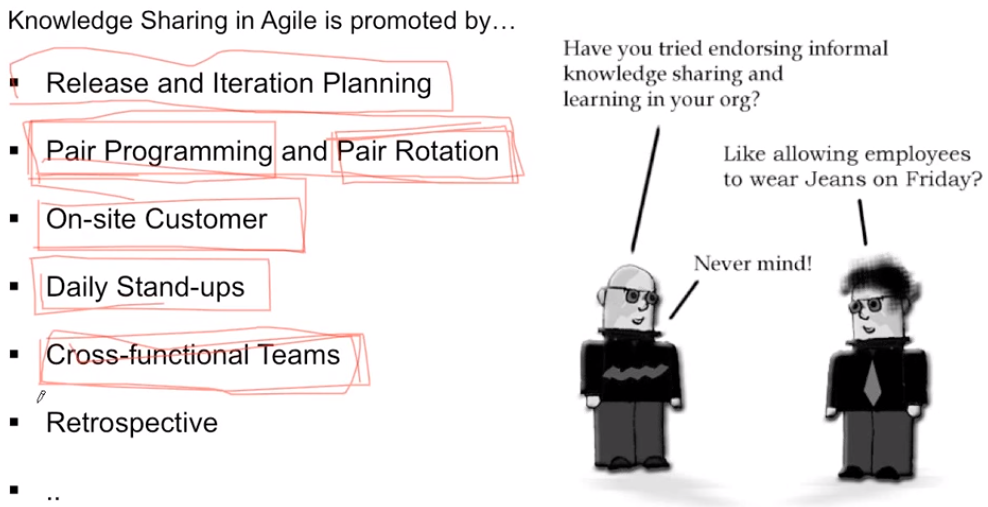 Knowledge Sharing in Agile is promoted by…
▪ Release and Iteration Planning
▪ Pair Programming and Pair Rotation
▪ On-site Customer
▪ Daily Stand-ups
▪ Cross-functional Teams
▪ Retrospective
▪ ..
Have you tried endorsing informal
knowledge sharing and
learning in your org?
Like allowing employees
to wear Jeans on Friday?
Never mind!